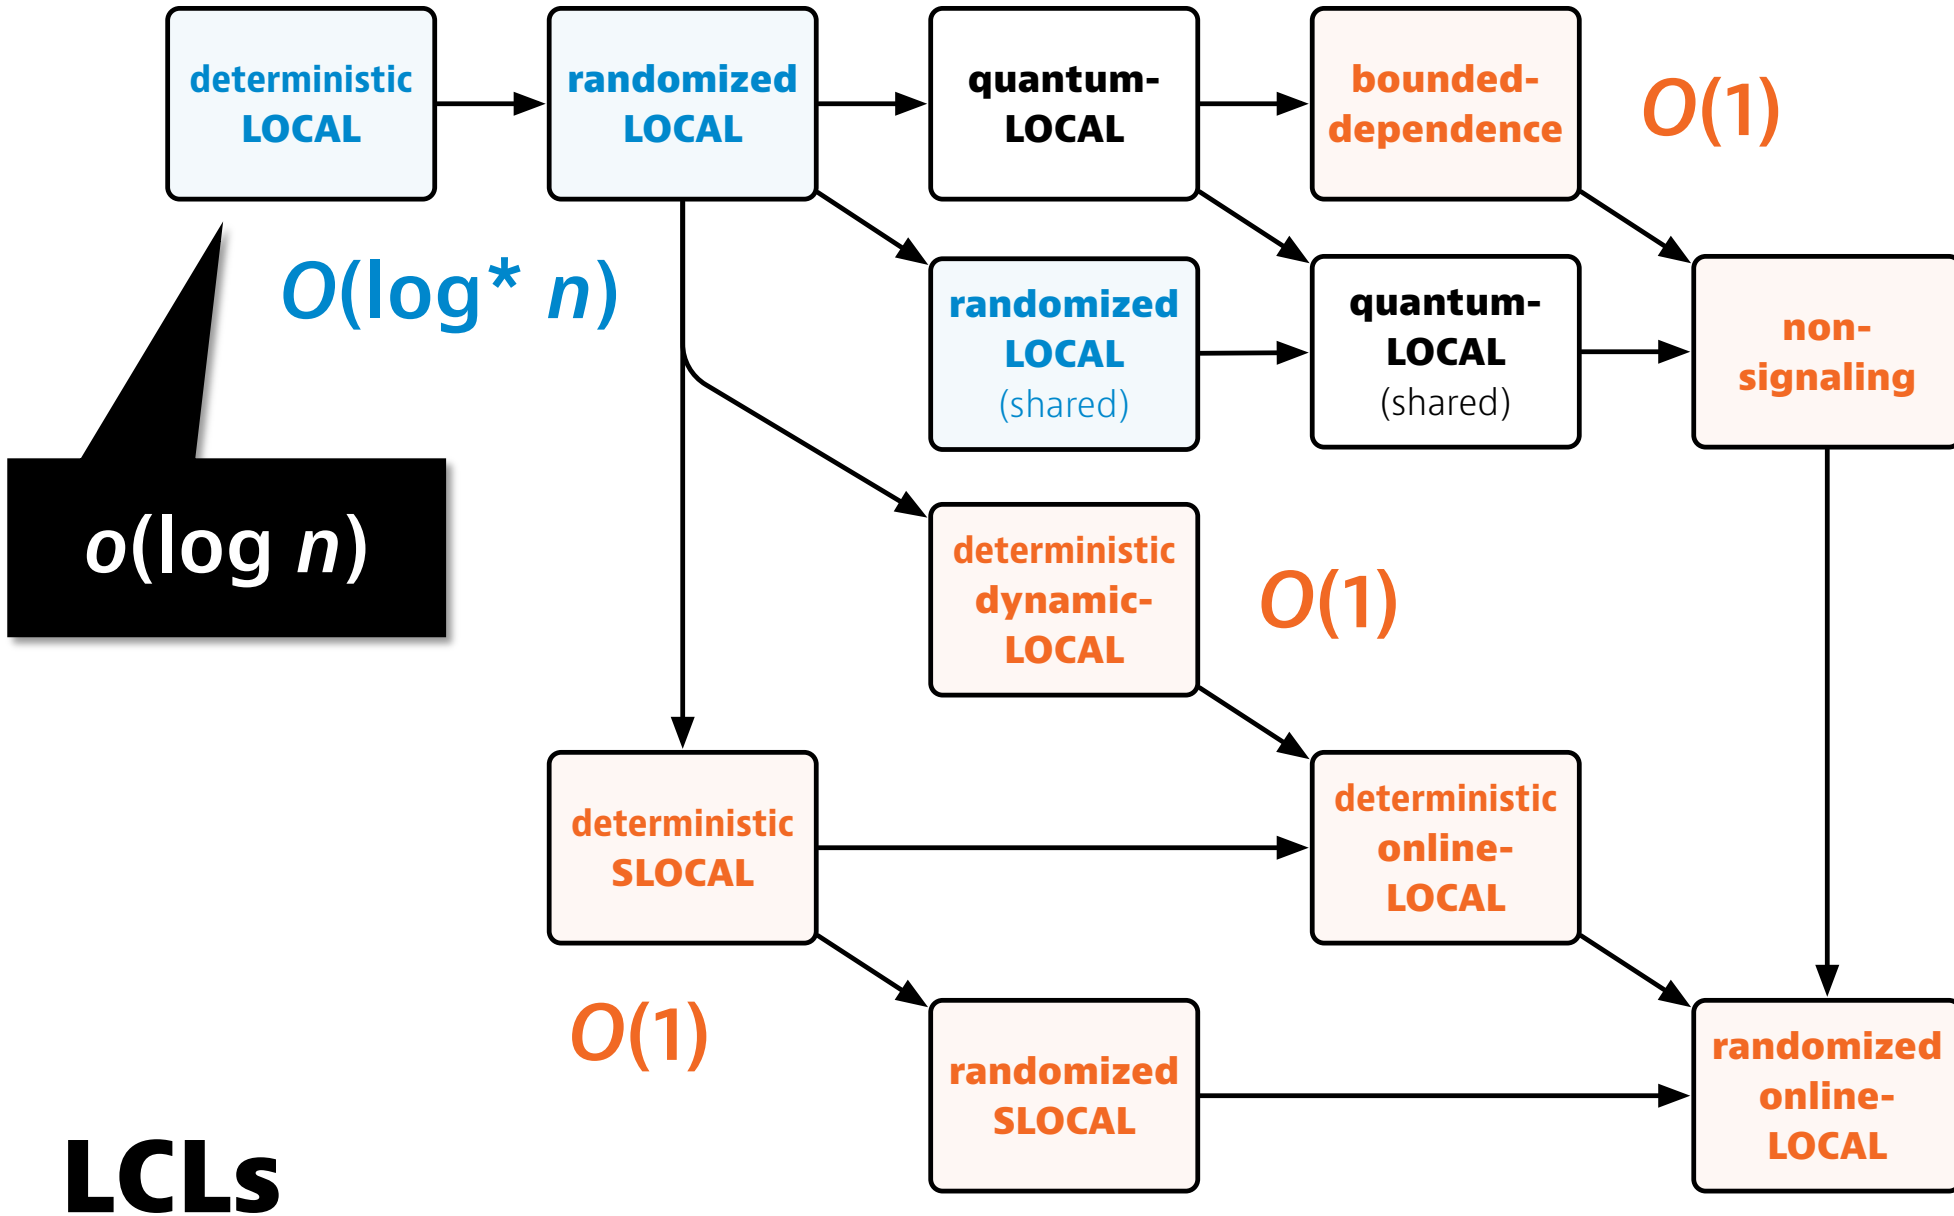 deterministic
LOCAL
randomized
LOCAL
quantum-
LOCAL
bounded-
dependence
O(1)
O(log* n)
randomized
LOCAL
(shared)
quantum-
LOCAL
(shared)
non-
signaling
o(log n)
deterministic
dynamic-
LOCAL
O(1)
deterministic
SLOCAL
deterministic
online-
LOCAL
O(1)
randomized
SLOCAL
randomized
online-
LOCAL
LCLs